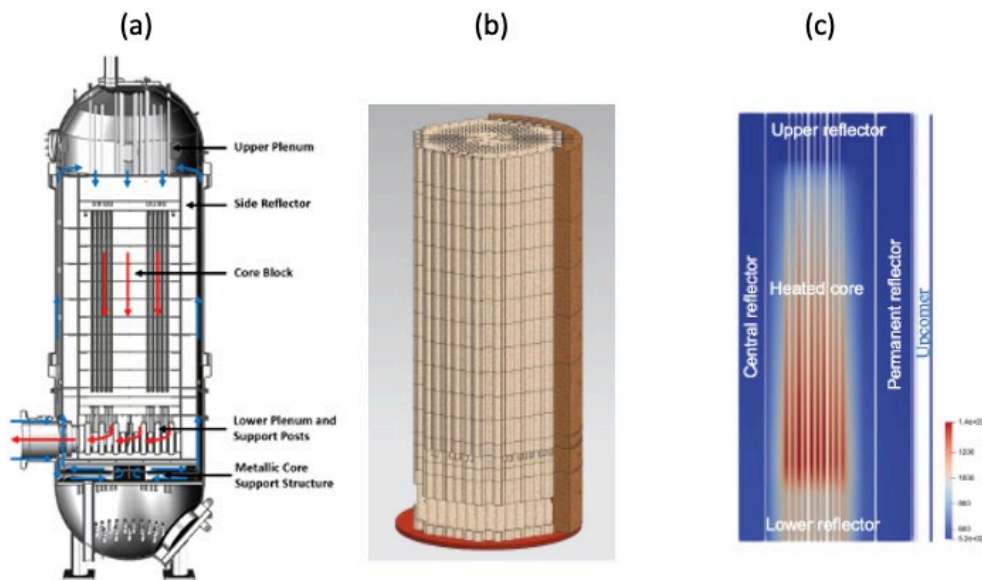 (a)
(b)
(c)
Upper Plenum
Side Reflector
Core Block
Lower Plenum and
Support Posts
Metallic Core
Support Structure
Upper reflector
Central reflector
Heated core
Permanent reflector
Upcomer
Lower reflector
1200
1000